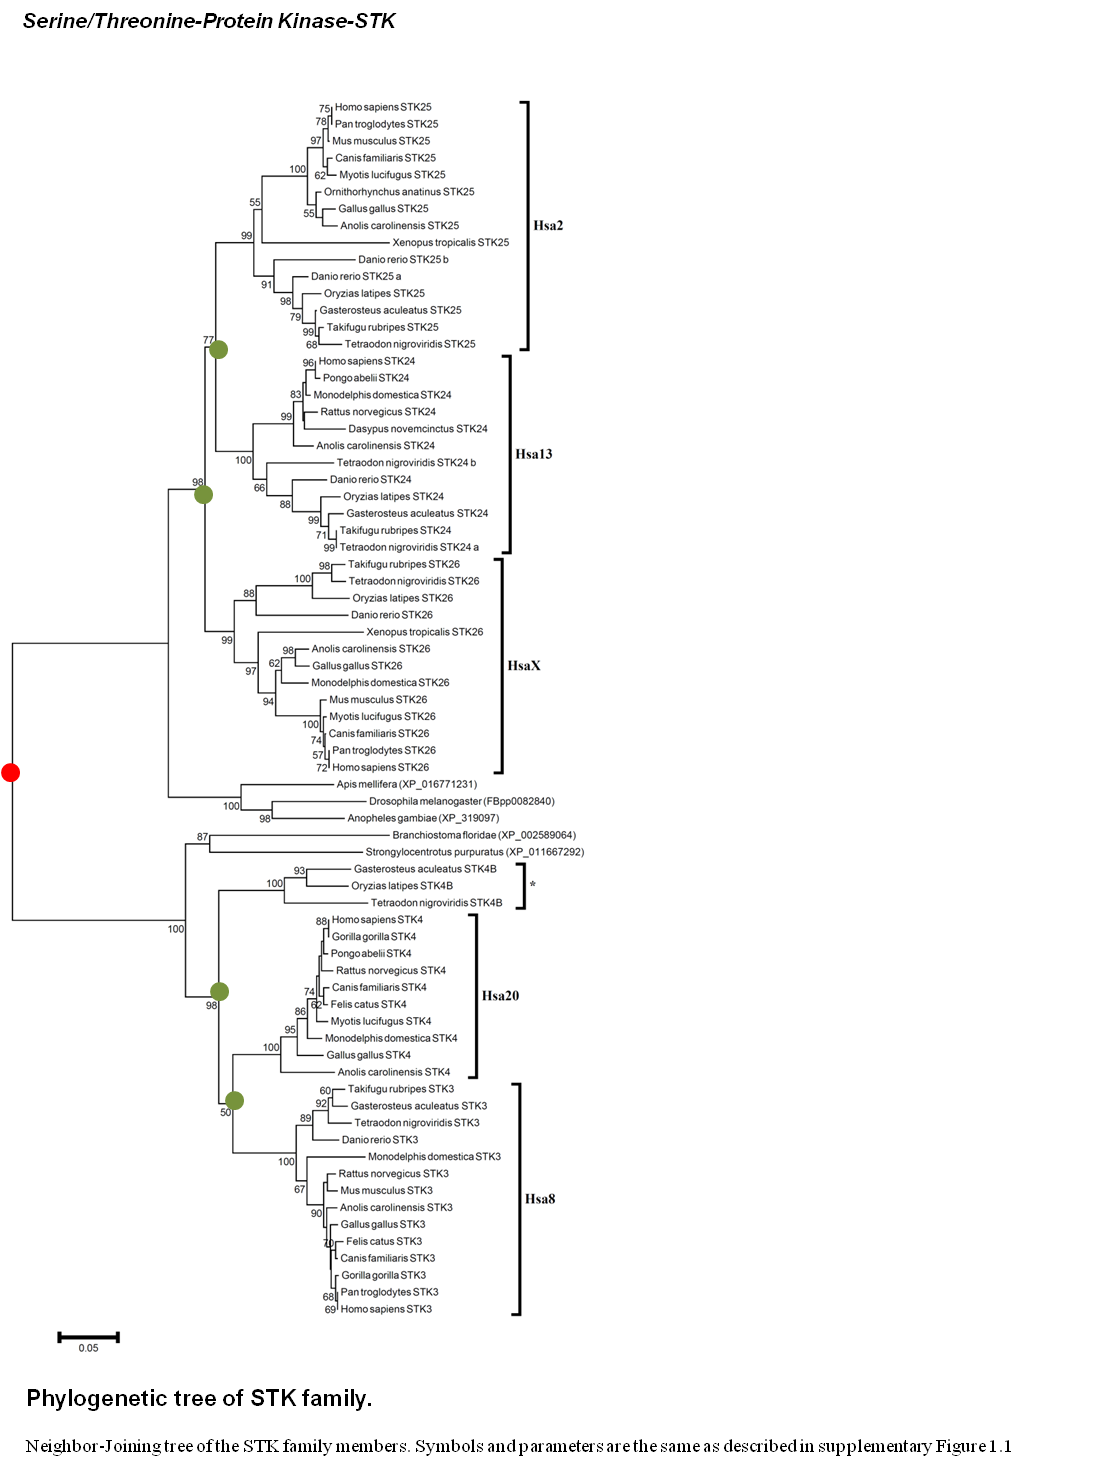 Serine/Threonine-Protein Kinase-STK
75 Homo sapiens STK25
78 Pan troglodytes STK25
Mus musculus STK25
97
Canis familiaris STK25
62 Myotis lucifugus STK25
100
Ornithorhynchus anatinus STK25
Gallus gallus STK25
55
Anolis carolinensis STK25
55
Hsa2
Xenopus tropicalis STK25
99
Danio rerio STK25 b
Danio rerio STK25 a
91
Oryzias latipes STK25
98
Gasterosteus aculeatus STK25
79
Takifugu rubripes STK25
99
68 Tetraodon nigroviridis STK25
77
96 Homo sapiens STK24
Pongo abelii STK24
83 Monodelphis domestica STK24
Rattus norvegicus STK24
99
Dasypus novemcinctus STK24
Anolis carolinensis STK24
Hsa13
100
Tetraodon nigroviridis STK24 b
Danio rerio STK24
66
Oryzias latipes STK24
88
Gasterosteus aculeatus STK24
99
Takifugu rubripes STK24
71
99 Tetraodon nigroviridis STK24 a
98
98 Takifugu rubripes STK26
100 Tetraodon nigroviridis STK26
Oryzias latipes STK26
88
Danio rerio STK26
Xenopus tropicalis STK26
99
98 Anolis carolinensis STK26
62 Gallus gallus STK26
HsaX
97
Monodelphis domestica STK26
94
Mus musculus STK26
Myotis lucifugus STK26
100
Canis familiaris STK26
74
Pan troglodytes STK26
57
72 Homo sapiens STK26
Apis mellifera (XP_016771231)
Drosophila melanogaster (FBpp0082840)
100
98 Anopheles gambiae (XP_319097)
87 Branchiostoma floridae (XP_002589064)
Strongylocentrotus purpuratus (XP_011667292)
93 Gasterosteus aculeatus STK4B
100 Oryzias latipes STK4B
*
Tetraodon nigroviridis STK4B
100
88 Homo sapiens STK4
Gorilla gorilla STK4
Pongo abelii STK4
Rattus norvegicus STK4
Canis familiaris STK4
74
Hsa20
62 Felis catus STK4
98
86
Myotis lucifugus STK4
95
Monodelphis domestica STK4
100
Gallus gallus STK4
Anolis carolinensis STK4
60 Takifugu rubripes STK3
92 Gasterosteus aculeatus STK3
50
89
Tetraodon nigroviridis STK3
Danio rerio STK3
100
Monodelphis domestica STK3
Rattus norvegicus STK3
67
Mus musculus STK3
Hsa8
Anolis carolinensis STK3
90
Gallus gallus STK3
70 Felis catus STK3
Canis familiaris STK3
Gorilla gorilla STK3
68 Pan troglodytes STK3
69 Homo sapiens STK3
0.05
Phylogenetic tree of STK family.
Neighbor-Joining tree of the STK family members. Symbols and parameters are the same as described in supplementary Figure 1.1